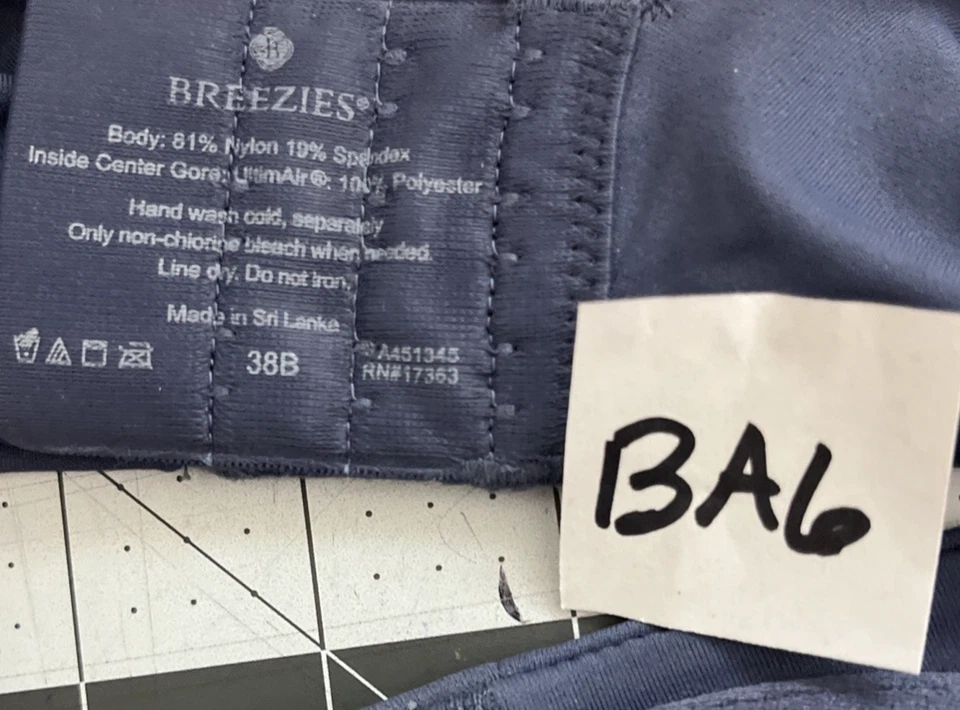 B
BREEZIES®
Body: 81% Nylon 19% Spandex
Inside Center Gore: UltimAir®: 100% Polyester
Hand wash cold, separately
Only non-chlorine bleach when needed.
Line dry. Do not iron.
Made in Sri Lanka
38B
A451345
RN#17363
BA6